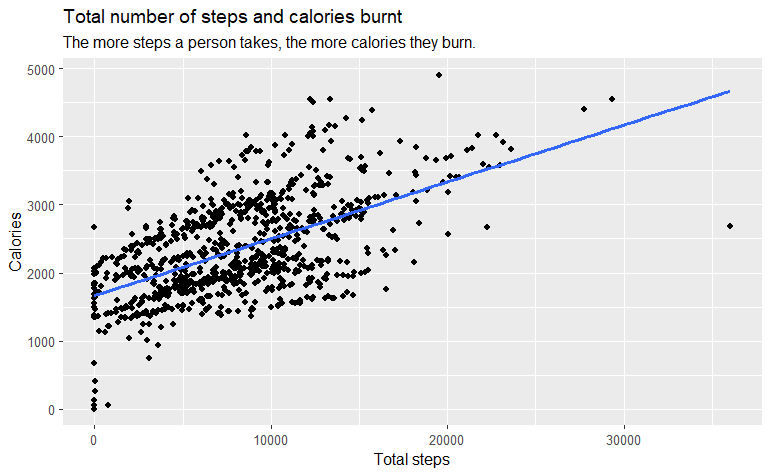 Total number of steps and calories burnt
The more steps a person takes, the more calories they burn.
5000
4000
3000
2000
1000
0
Calories
0 10000 20000 30000
Total steps